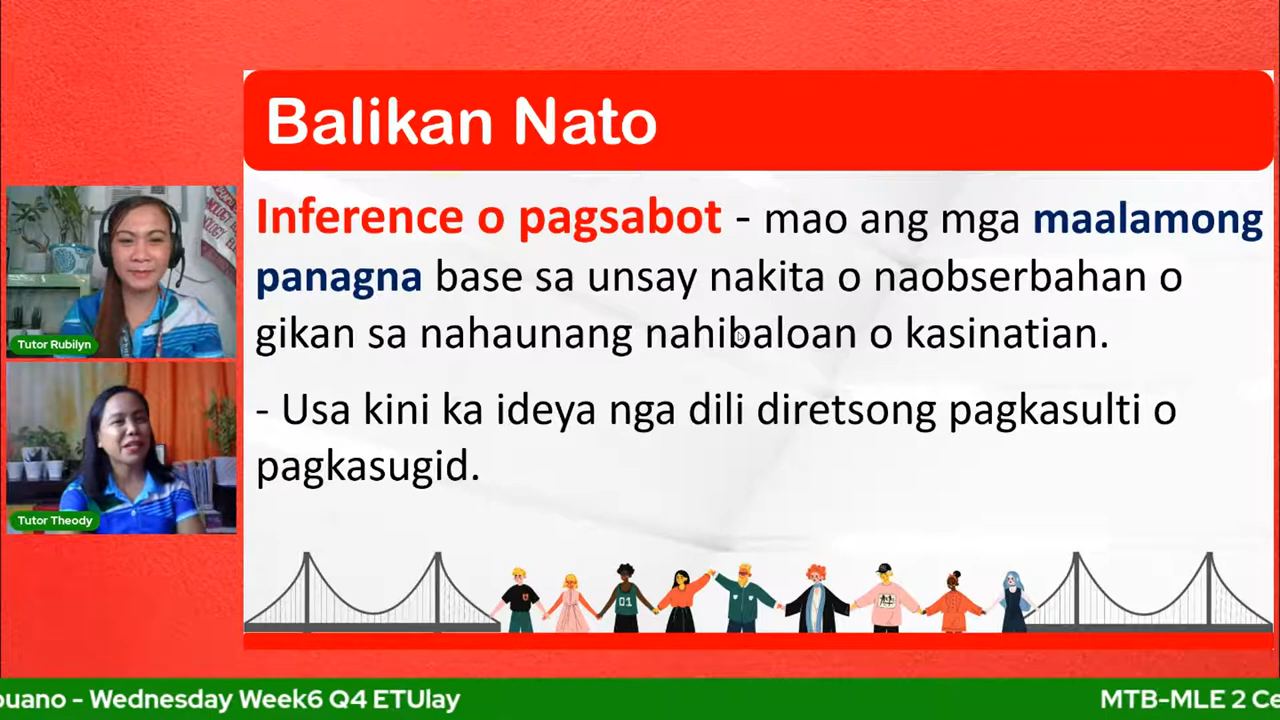 Balikan Nato
Inference o pagsabot - mao ang mga maalamong
panagna base sa unsay nakita o naobserbahan o
gikan sa nahaunang nahibaloan o kasinatian.
- Usa kini ka ideya nga dili diretsong pagkasulti o
pagkasugid.
Tutor Rubilyn
Tutor Theody
01
- Wednesday Week6 Q4 ETUlay
MTB-MLE 2